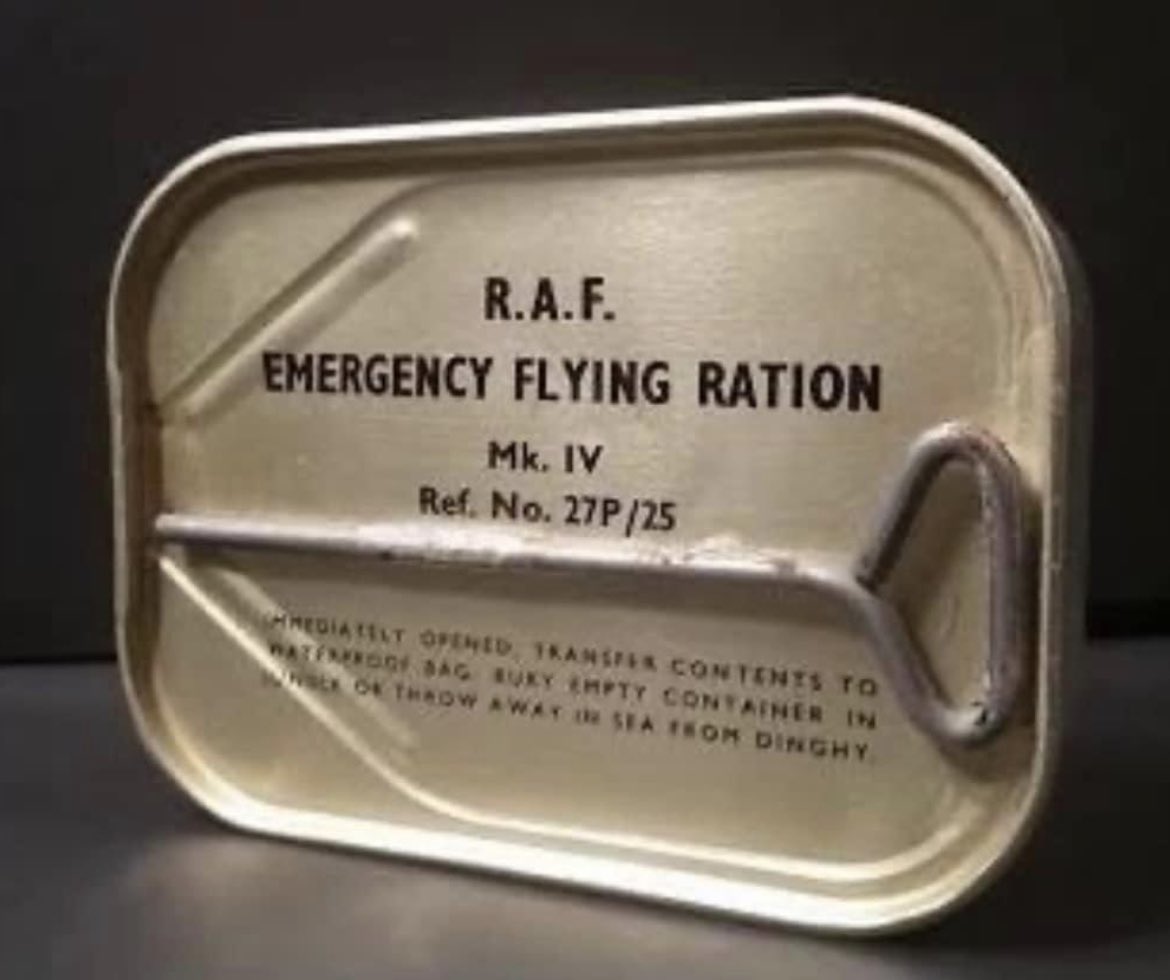 R.A.F.
EMERGENCY FLYING RATION
Mk. IV
Ref. No. 27P/25
IMMEDIATELY OPENED, TRANSFER CONTENTS TO
WATERPROOF BAG. BURY EMPTY CONTAINER IN
JUNGLE OR THROW AWAY IN SEA FROM DINGHY.